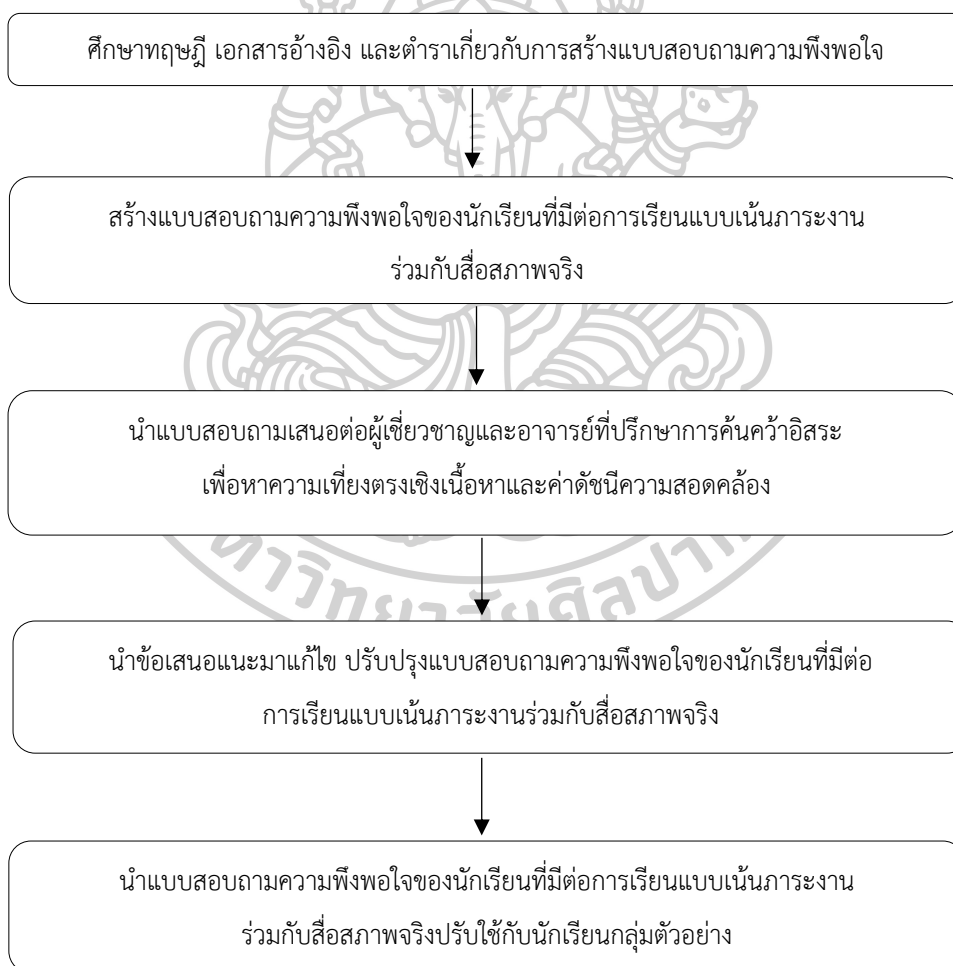 ศึกษาทฤษฎี เอกสารอ้างอิง และตำราเกี่ยวกับการสร้างแบบสอบถามความพึงพอใจ
สร้างแบบสอบถามความพึงพอใจของนักเรียนที่มีต่อการเรียนแบบเน้นภาระงาน
ร่วมกับสื่อสภาพจริง
นำแบบสอบถามเสนอต่อผู้เชี่ยวชาญและอาจารย์ที่ปรึกษาการค้นคว้าอิสระ
เพื่อหาความเที่ยงตรงเชิงเนื้อหาและค่าดัชนีความสอดคล้อง
นำข้อเสนอแนะมาแก้ไข ปรับปรุงแบบสอบถามความพึงพอใจของนักเรียนที่มีต่อ
การเรียนแบบเน้นภาระงานร่วมกับสื่อสภาพจริง
นำแบบสอบถามความพึงพอใจของนักเรียนที่มีต่อการเรียนแบบเน้นภาระงาน
ร่วมกับสื่อสภาพจริงปรับใช้กับนักเรียนกลุ่มตัวอย่าง